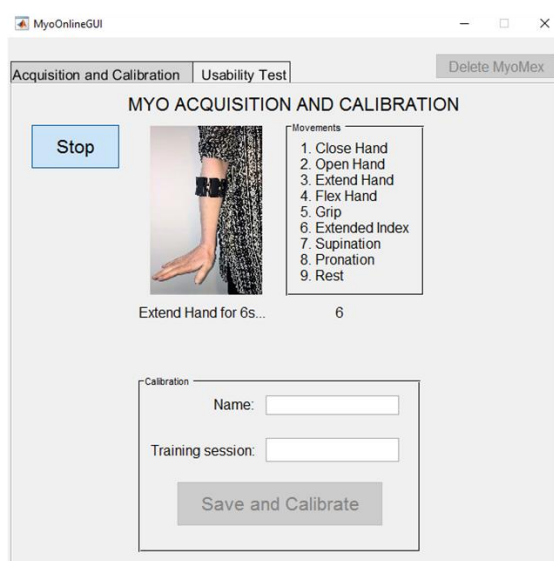 MyoOnlineGUI
Delete MyoMex
Acquisition and Calibration Usability Test
MYO ACQUISITION AND CALIBRATION
Stop
Movements
1. Close Hand
2. Open Hand
3. Extend Hand
4. Flex Hand
5. Grip
6. Extended Index
7. Supination
8. Pronation
9. Rest
Extend Hand for 6s... 6
Calibration
Name:
Training session:
Save and Calibrate